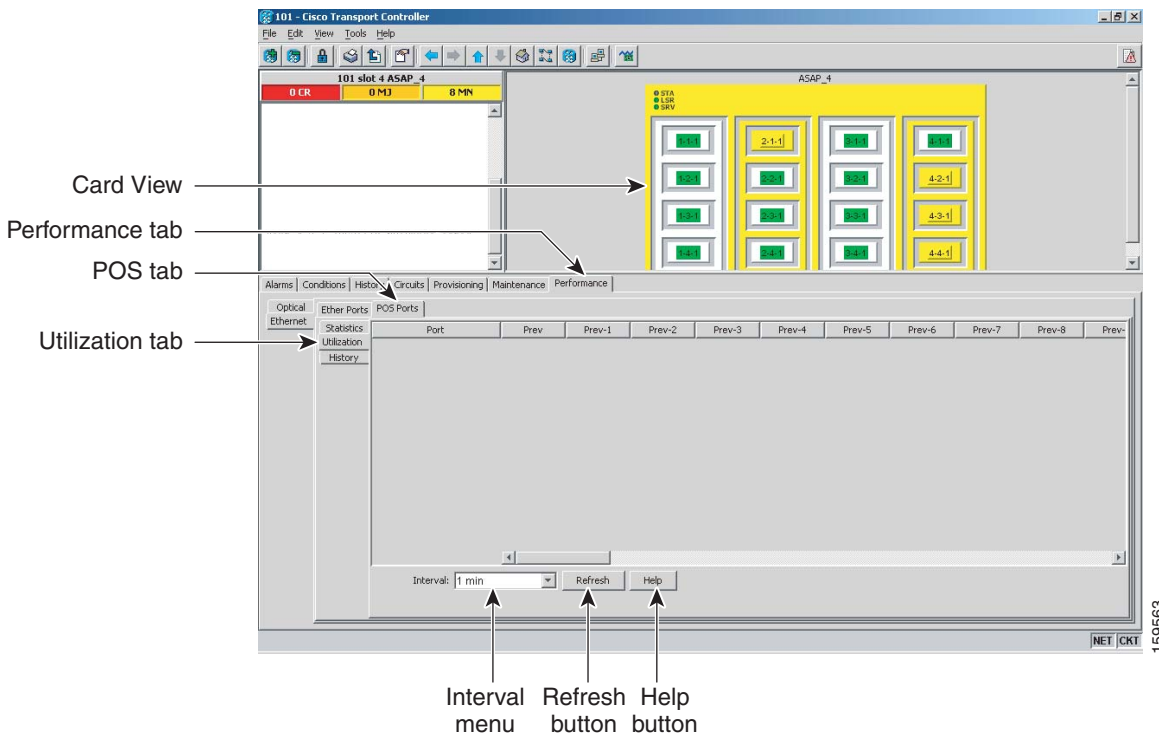 101 - Cisco Transport Controller
File Edit View Tools Help
101 slot 4 ASAP_4
0 CR 0 MJ 8 MN
ASAP_4
STA
LSR
SRV
1-1-1 2-1-1 3-1-1 4-1-1
1-2-1 2-2-1 3-2-1 4-2-1
1-3-1 2-3-1 3-3-1 4-3-1
1-4-1 2-4-1 3-4-1 4-4-1
Card View
Performance tab
POS tab
Utilization tab
Alarms Conditions History Circuits Provisioning Maintenance Performance
Optical
Ethernet
Ether Ports POS Ports
Statistics
Utilization
History
Port Prev Prev-1 Prev-2 Prev-3 Prev-4 Prev-5 Prev-6 Prev-7 Prev-8 Prev-
Interval: 1 min Refresh Help
NET CKT
159563
Interval menu
Refresh button
Help button